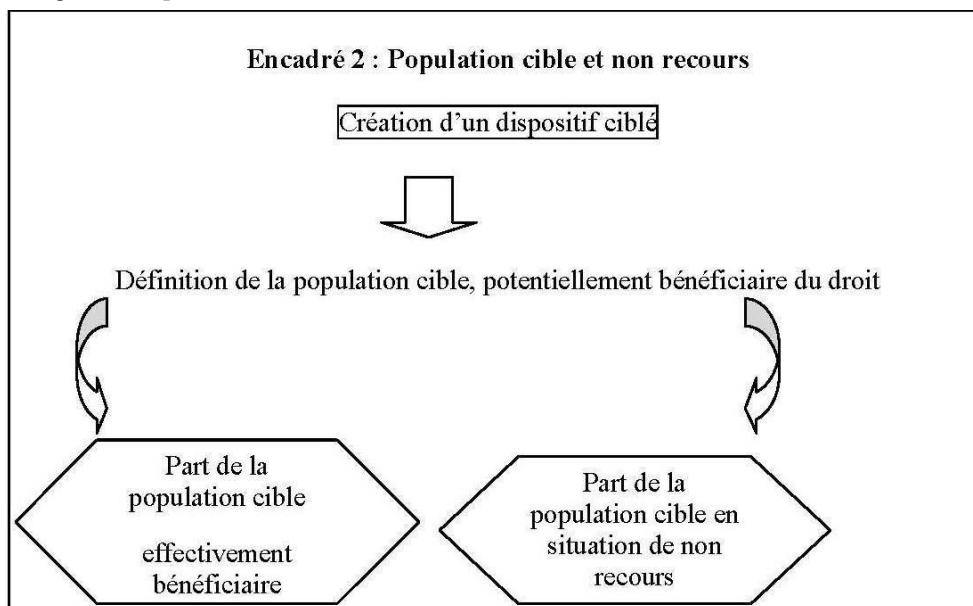 Encadré 2 : Population cible et non recours
Création d'un dispositif ciblé
Définition de la population cible, potentiellement bénéficiaire du droit
Part de la
population cible
effectivement
bénéficiaire
Part de la
population cible en
situation de non
recours